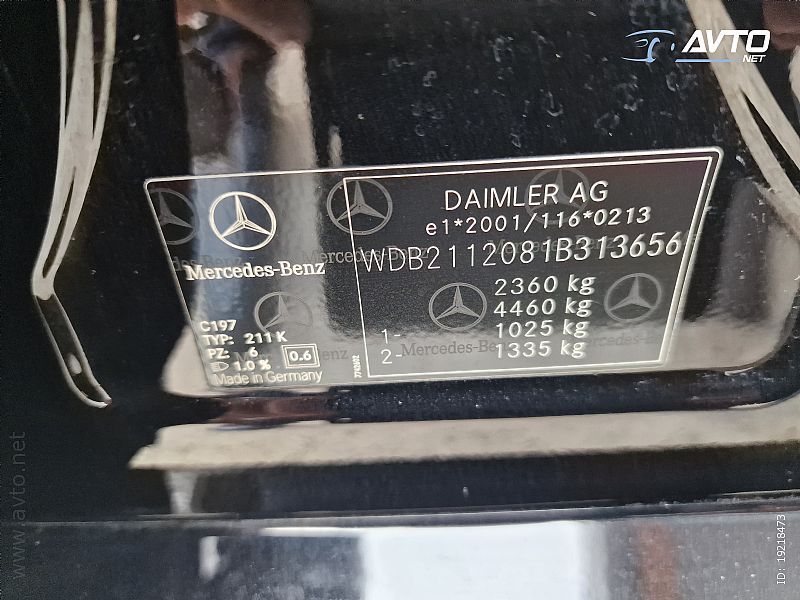 AVTO
NET
Mercedes-Benz
C197
TYP: 211 K
PZ: 6
1.0 %
0.6
Made in Germany
DAIMLER AG
e1*2001/116*0213
WDB2112081B313656
2360 kg
4460 kg
1- 1025 kg
2- 1335 kg
Mercedes-Benz
www.avto.net
ID: 19218473